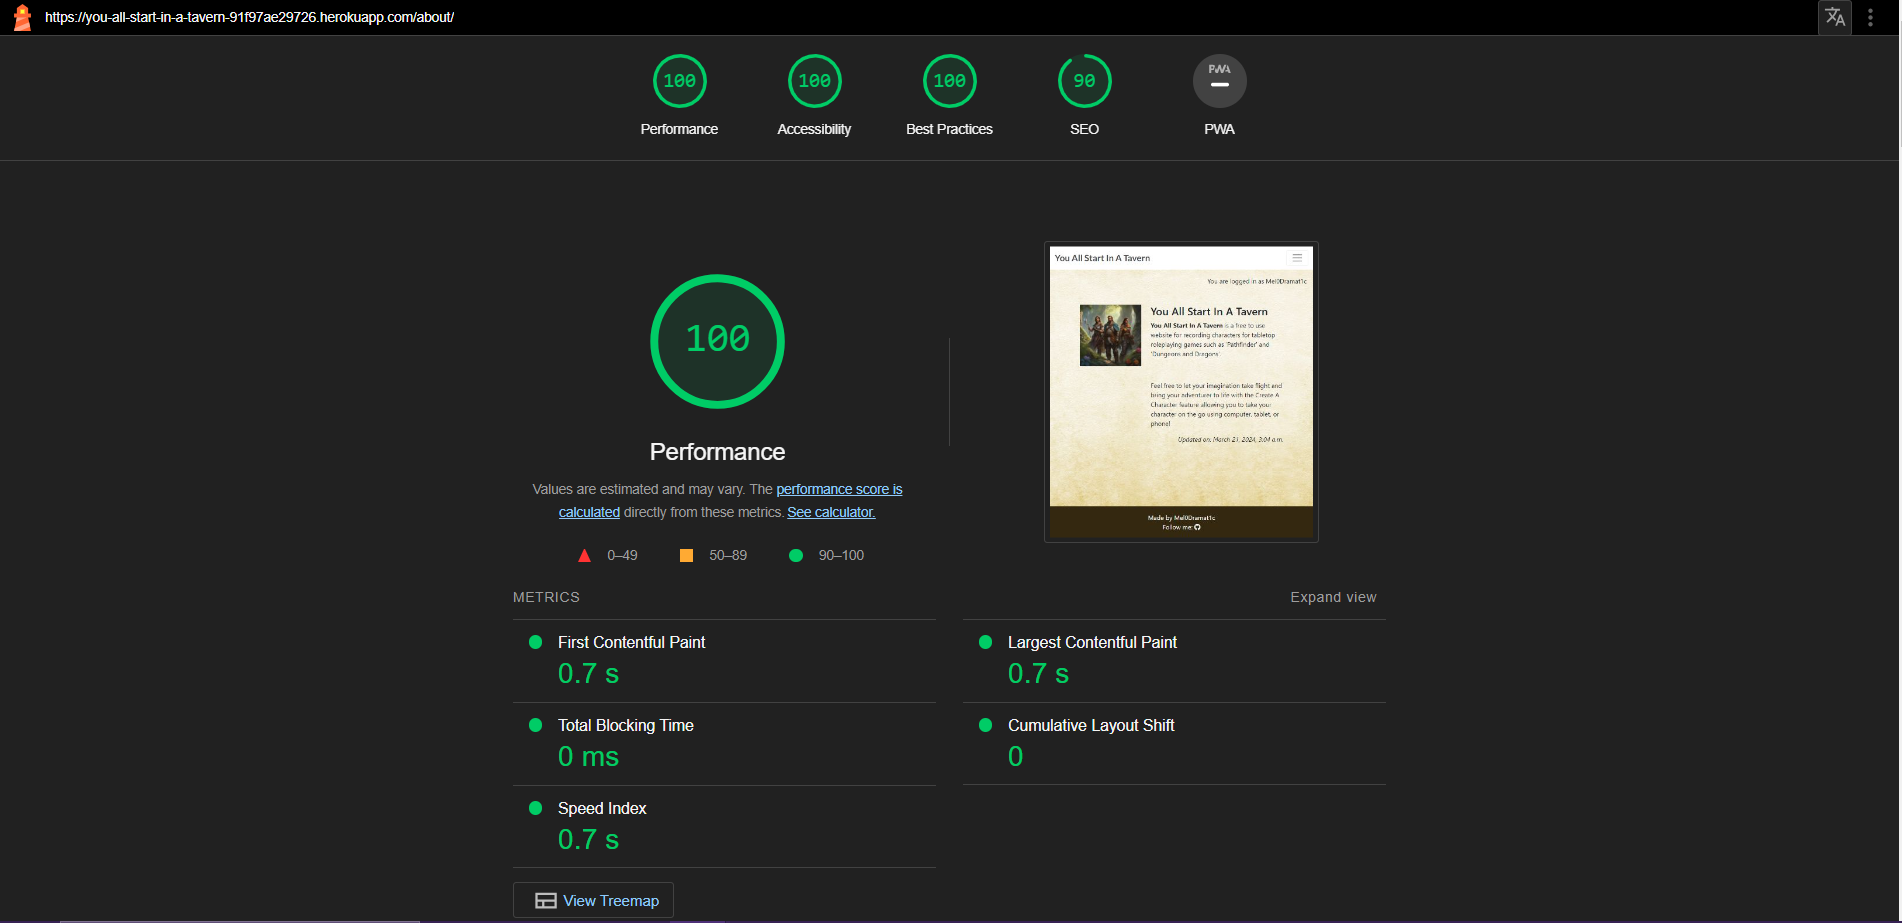 https://you-all-start-in-a-tavern-91f97ae29726.herokuapp.com/about/
100
100
100
90
PWA
Performance
Accessibility
Best Practices
SEO
PWA
100
Performance
Values are estimated and may vary. The performance score is
calculated directly from these metrics. See calculator.
0–49
50–89
90–100
You All Start In A Tavern
You are logged in as Mel0Dramat1c
You All Start In A Tavern
You All Start In A Tavern is a free to use
website for recording characters for tabletop
roleplaying games such as 'Pathfinder' and
'Dungeons and Dragons'
Feel free to let your imagination take flight and
bring your adventurer to life with the Create A
Character feature allowing you to take your
character on the go using computer, tablet, or
phone!
Updated on: March 21, 2024, 3:04 a.m.
Made by Mel0Dramat1c
Follow me:
METRICS
Expand view
First Contentful Paint
0.7 s
Largest Contentful Paint
0.7 s
Total Blocking Time
0 ms
Cumulative Layout Shift
0
Speed Index
0.7 s
View Treemap